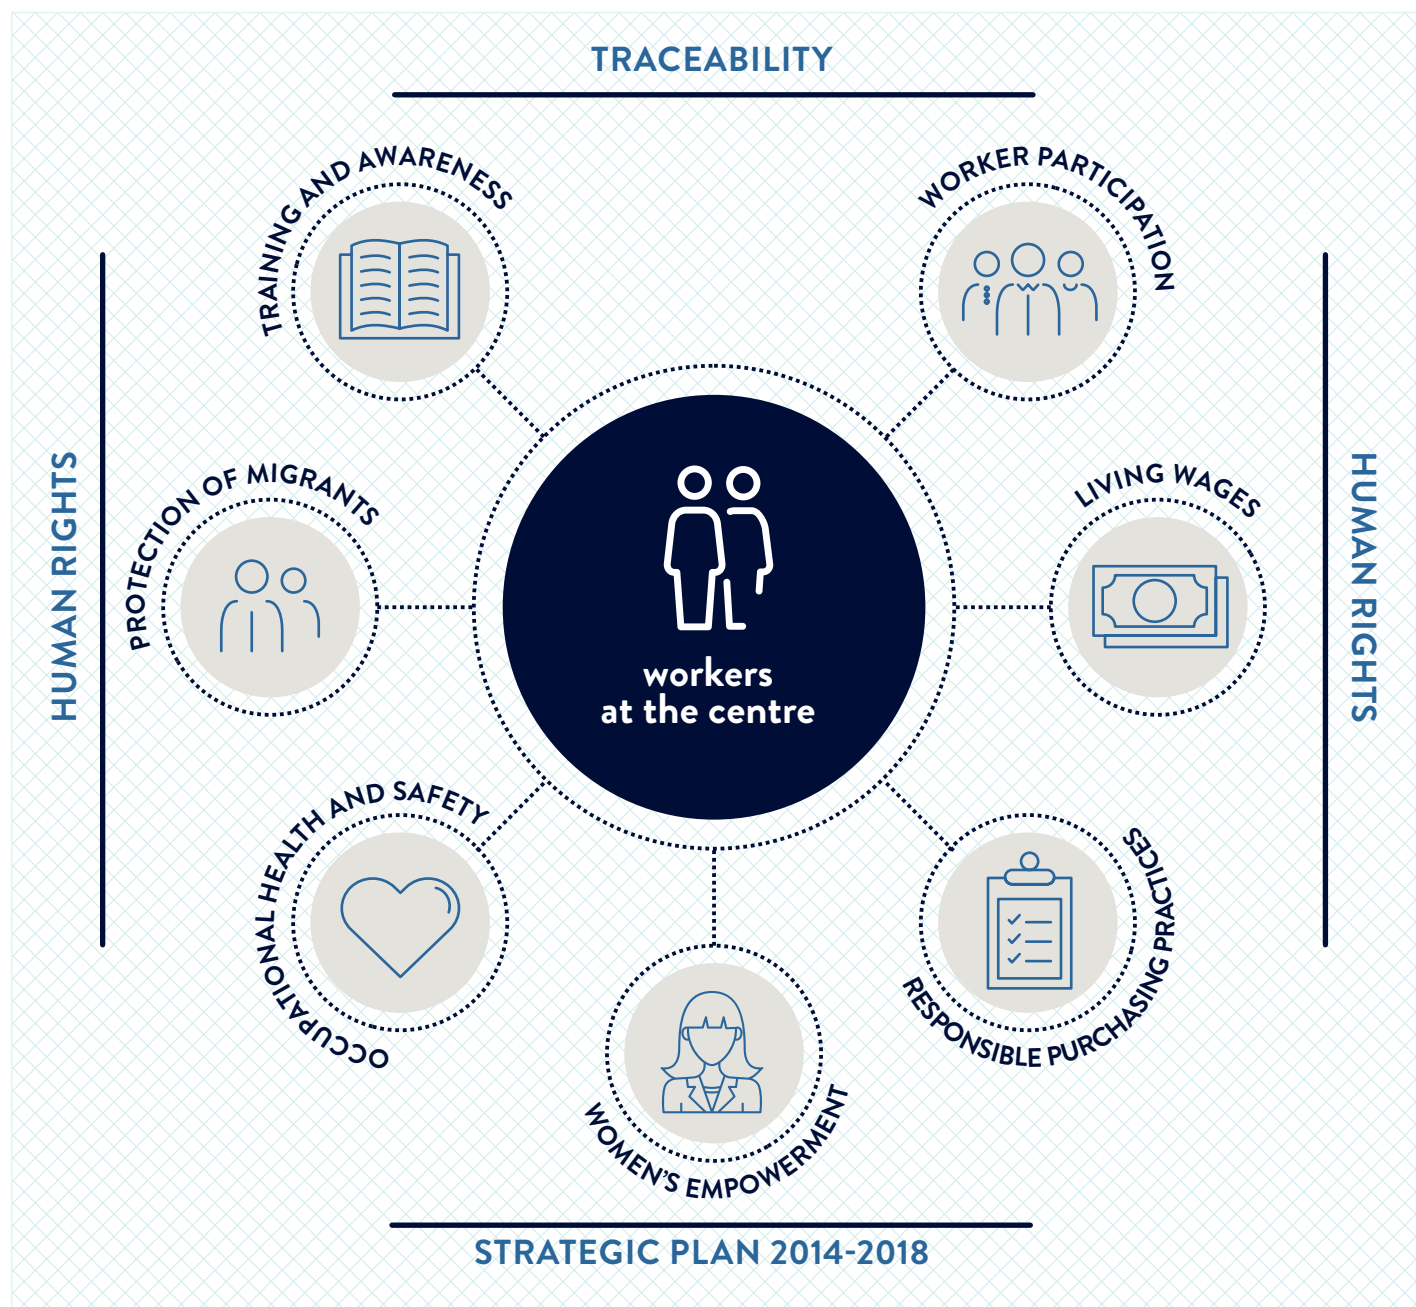 TRACEABILITY
TRAINING AND AWARENESS
WORKER PARTICIPATION
HUMAN RIGHTS
PROTECTION OF MIGRANTS
LIVING WAGES
HUMAN RIGHTS
workers
at the centre
OCCUPATIONAL HEALTH AND SAFETY
RESPONSIBLE PURCHASING PRACTICES
WOMEN'S EMPOWERMENT
STRATEGIC PLAN 2014-2018